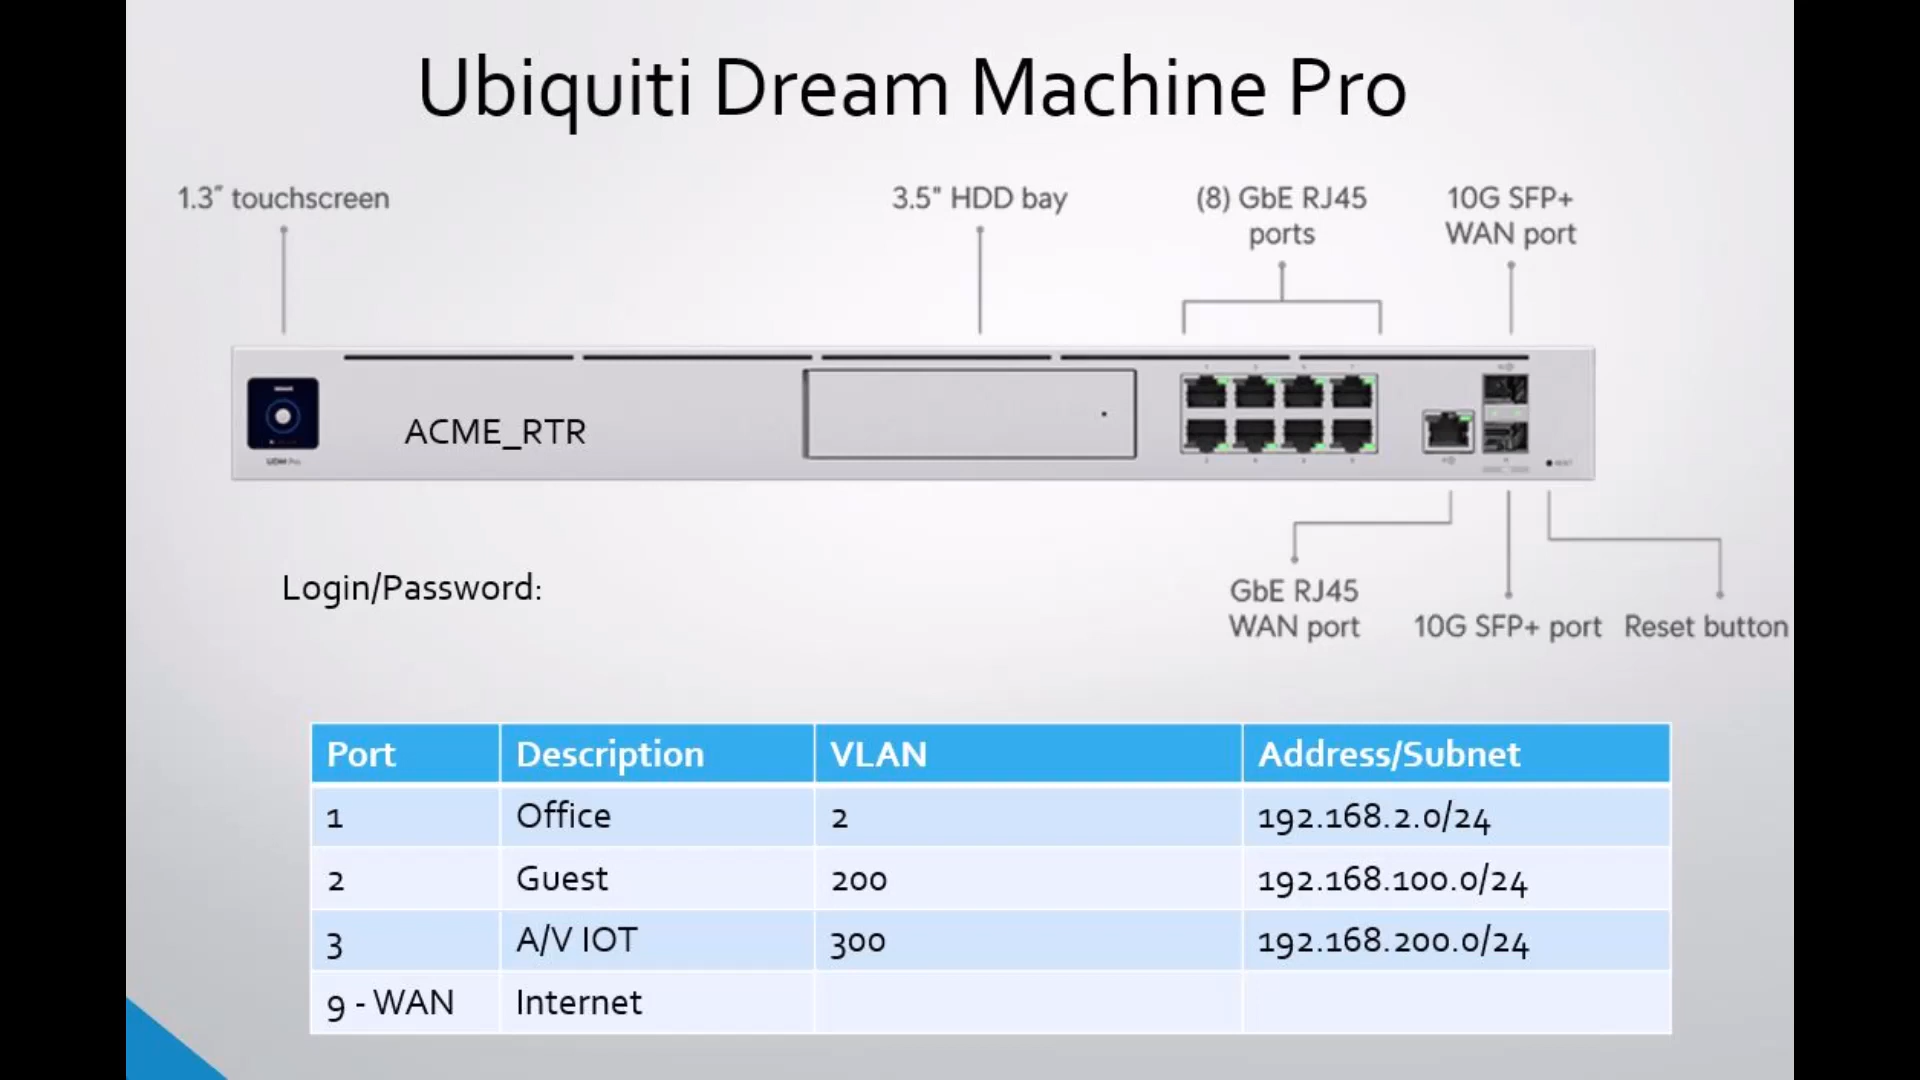 Ubiquiti Dream Machine Pro
1.3" touchscreen
3.5" HDD bay
(8) GbE RJ45
ports
10G SFP+
WAN port
ACME_RTR
UDM Pro
Login/Password:
GbE RJ45
WAN port
10G SFP+ port
Reset button
Port Description VLAN Address/Subnet
1 Office 2 192.168.2.0/24
2 Guest 200 192.168.100.0/24
3 A/V IOT 300 192.168.200.0/24
9 - WAN Internet